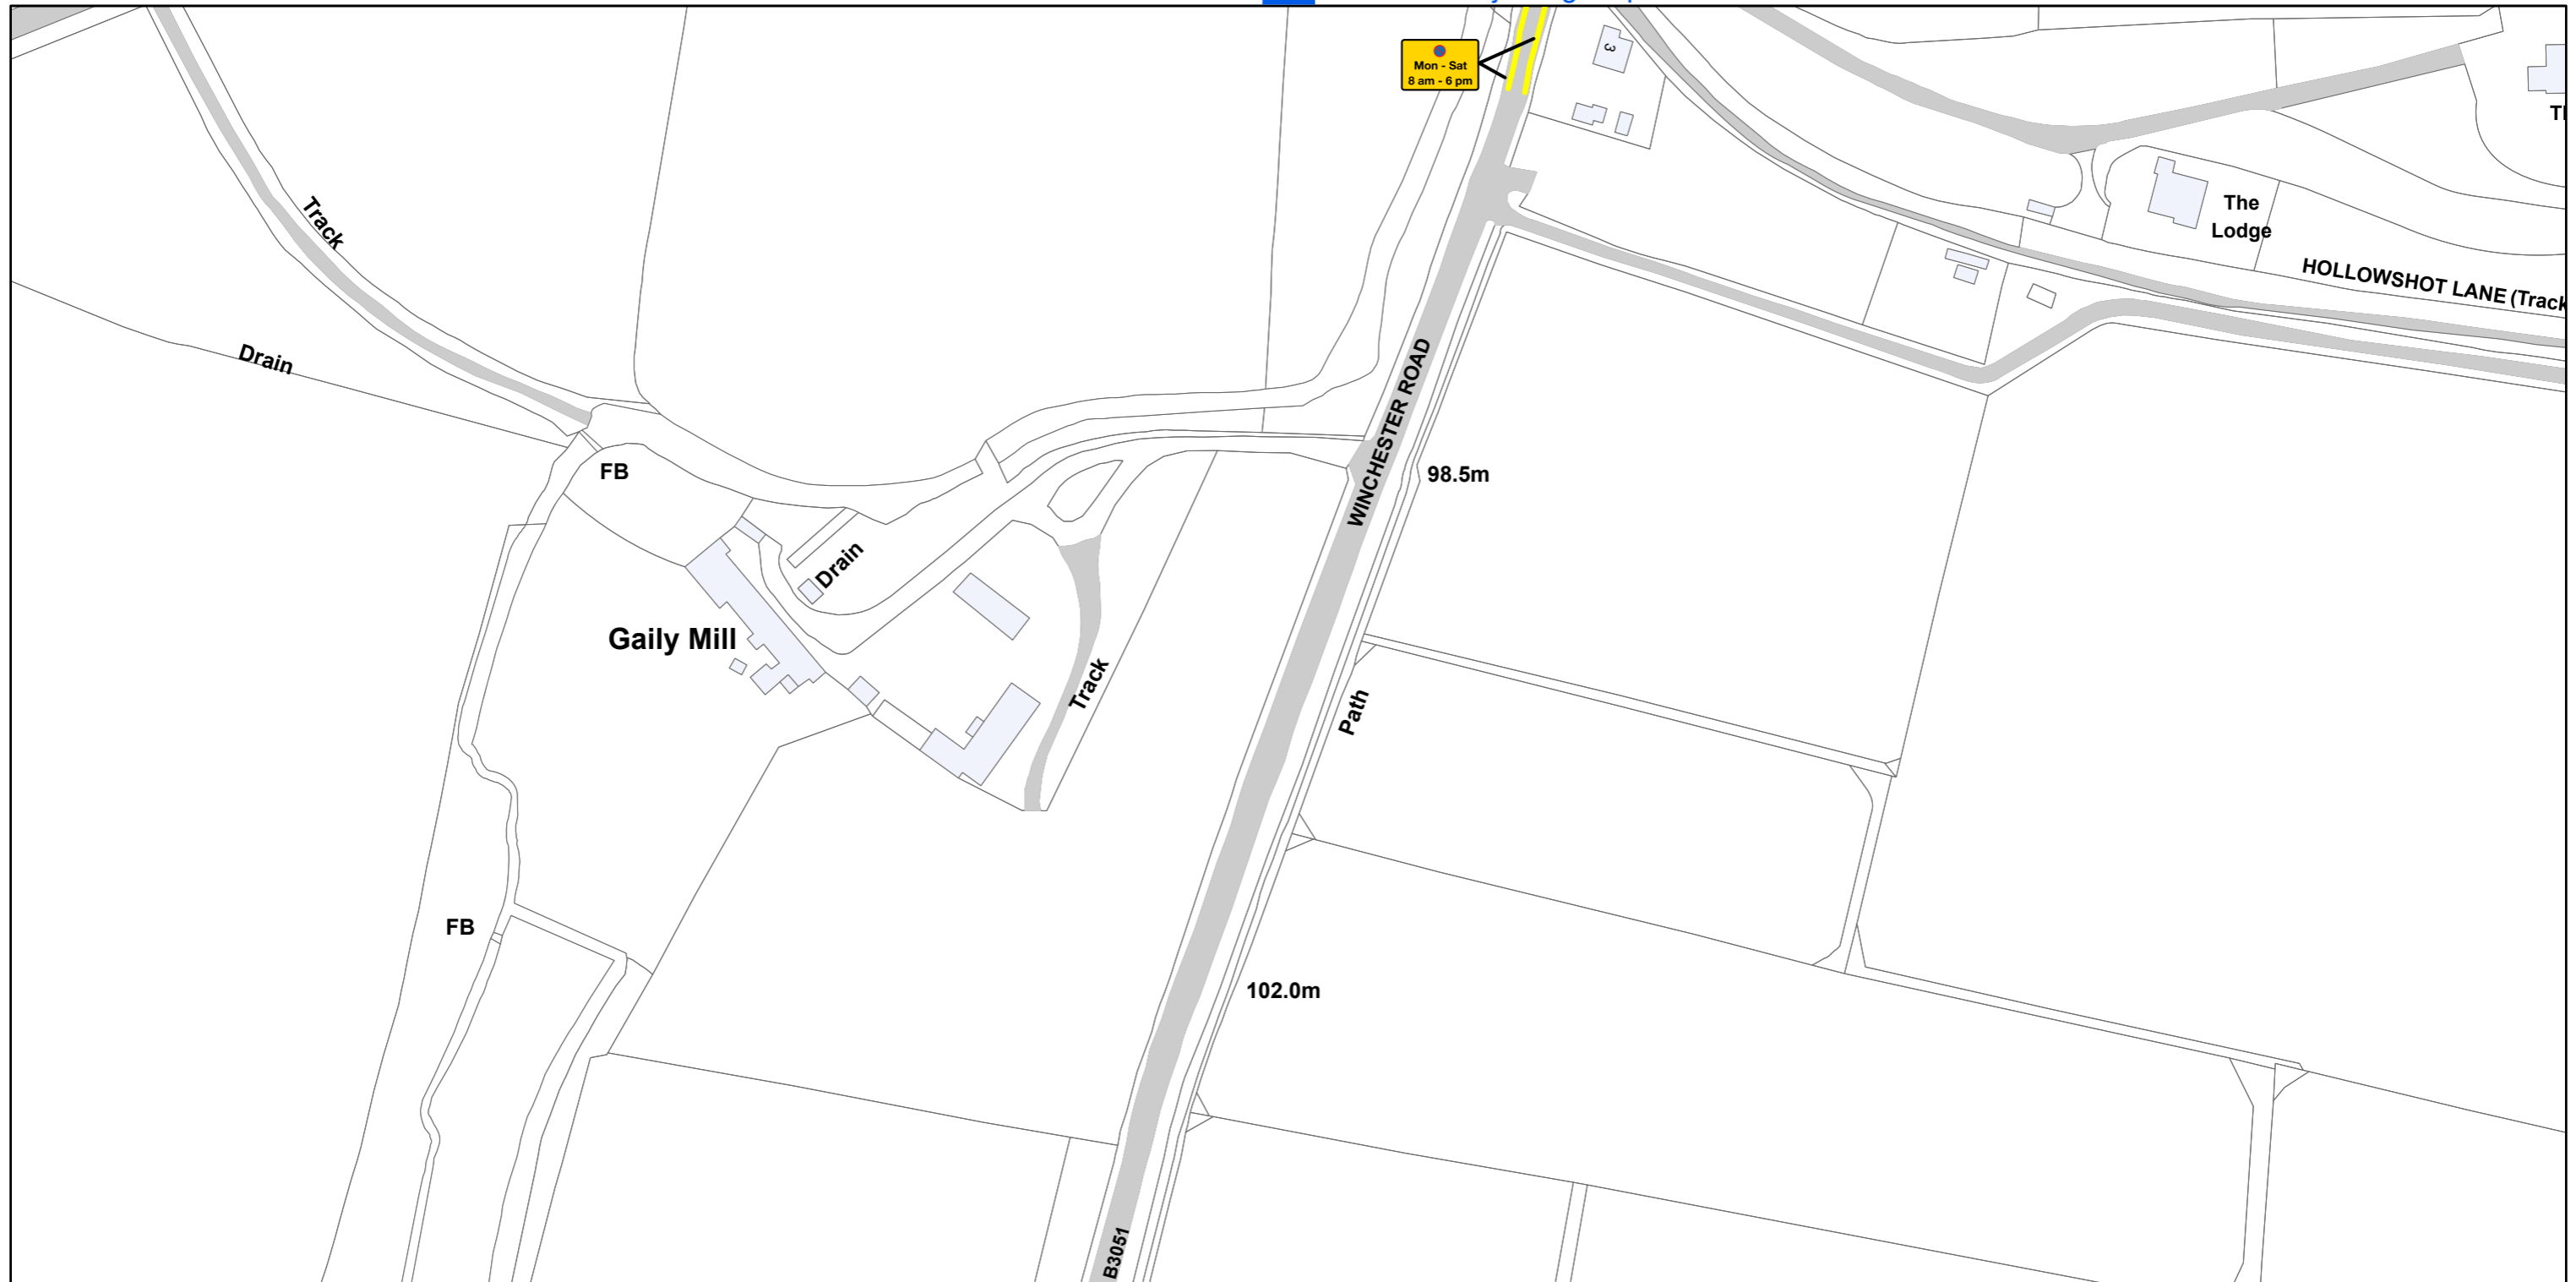 3
Mon - Sat
8 am - 6 pm
Track
The
Lodge
HOLLOWSHOT LANE (Track
Drain
WINCHESTER ROAD
FB
98.5m
Drain
Gaily Mill
Track
Path
FB
102.0m
B3051